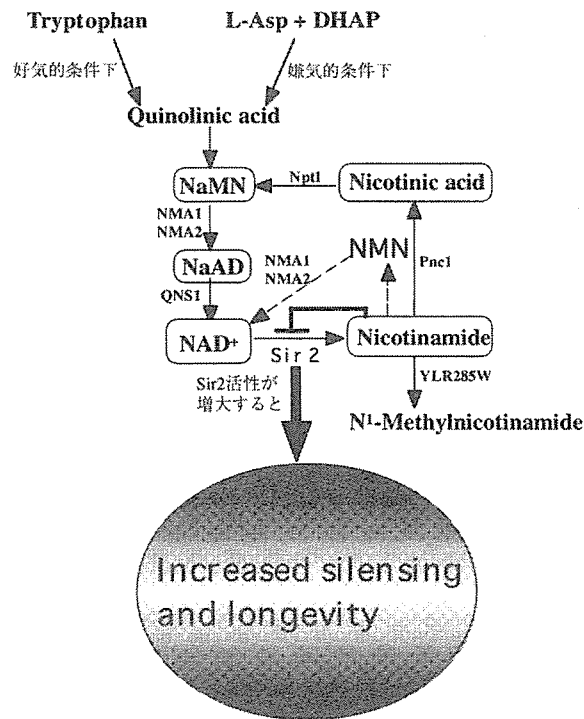 Tryptophan
L-Asp + DHAP
好気的条件下
嫌気的条件下
Quinolinic acid
NaMN
Npt1
Nicotinic acid
NMA1
NMA2
NMN
Pnc1
NaAD
NMA1
NMA2
QNS1
NAD+
Sir 2
Nicotinamide
Sir2活性が
増大すると
YLR285W
N1-Methylnicotinamide
Increased silensing
and longevity